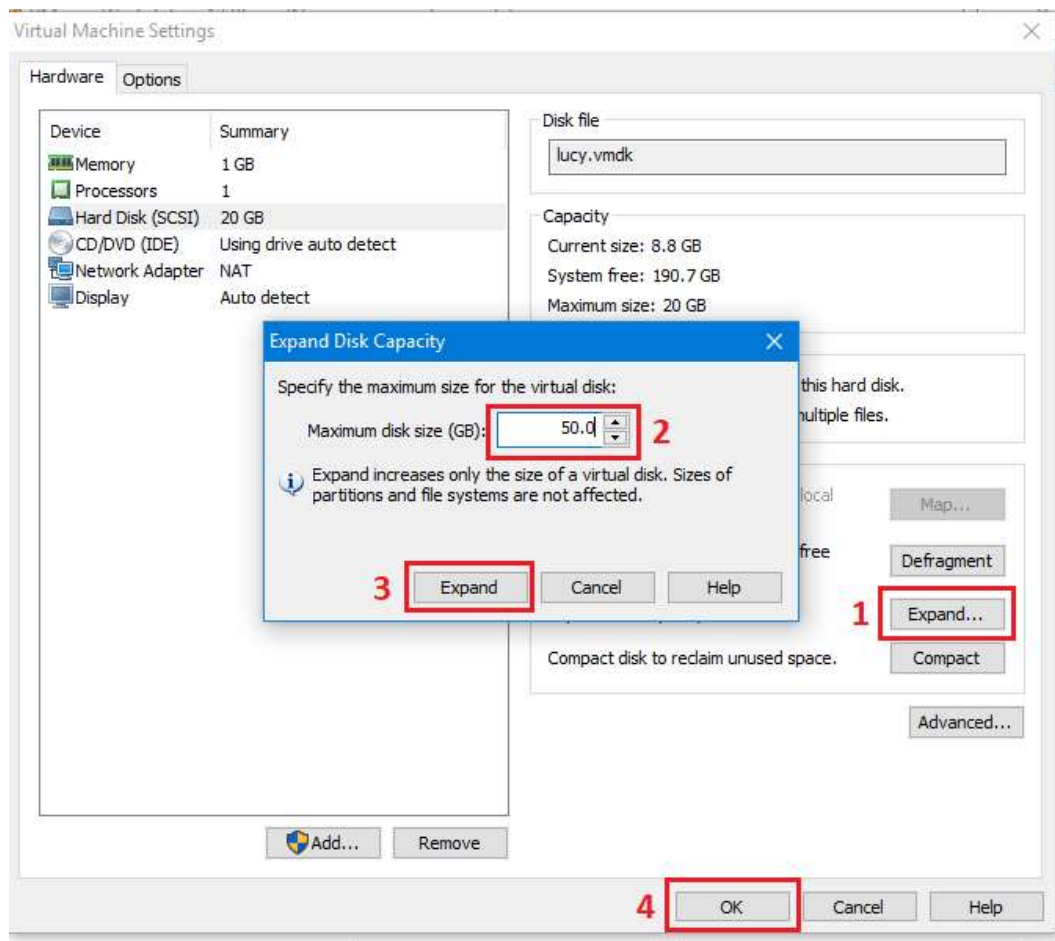 Virtual Machine Settings
Hardware Options
Device Summary
Memory 1 GB
Processors 1
Hard Disk (SCSI) 20 GB
CD/DVD (IDE) Using drive auto detect
Network Adapter NAT
Display Auto detect
Disk file
lucy.vmdk
Capacity
Current size: 8.8 GB
System free: 190.7 GB
Maximum size: 20 GB
Expand Disk Capacity
Specify the maximum size for the virtual disk:
Maximum disk size (GB): 50.0 2
Expand increases only the size of a virtual disk. Sizes of
partitions and file systems are not affected.
3 Expand Cancel Help
this hard disk.
multiple files.
local Map...
free Defragment
1 Expand...
Compact disk to reclaim unused space. Compact
Advanced...
Add... Remove
4 OK Cancel Help